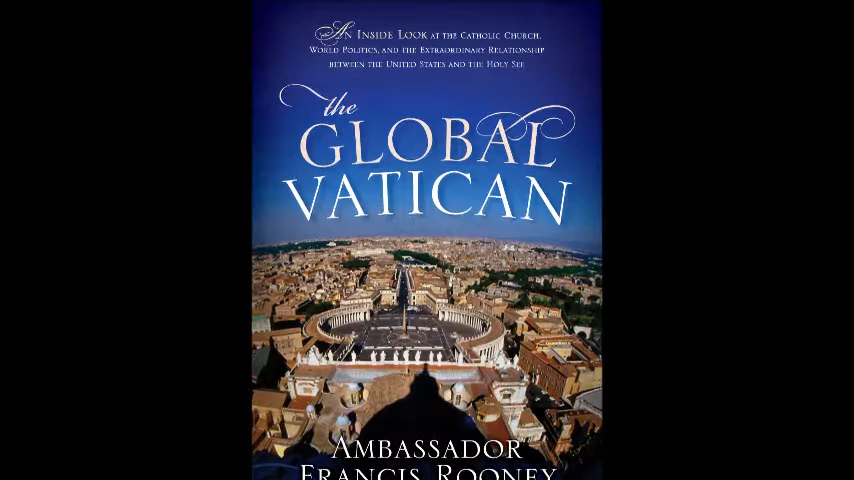 An Inside Look at the Catholic Church,
World Politics, and the Extraordinary Relationship
between the United States and the Holy See
the
GLOBAL
VATICAN
Ambassador
Francis Rooney